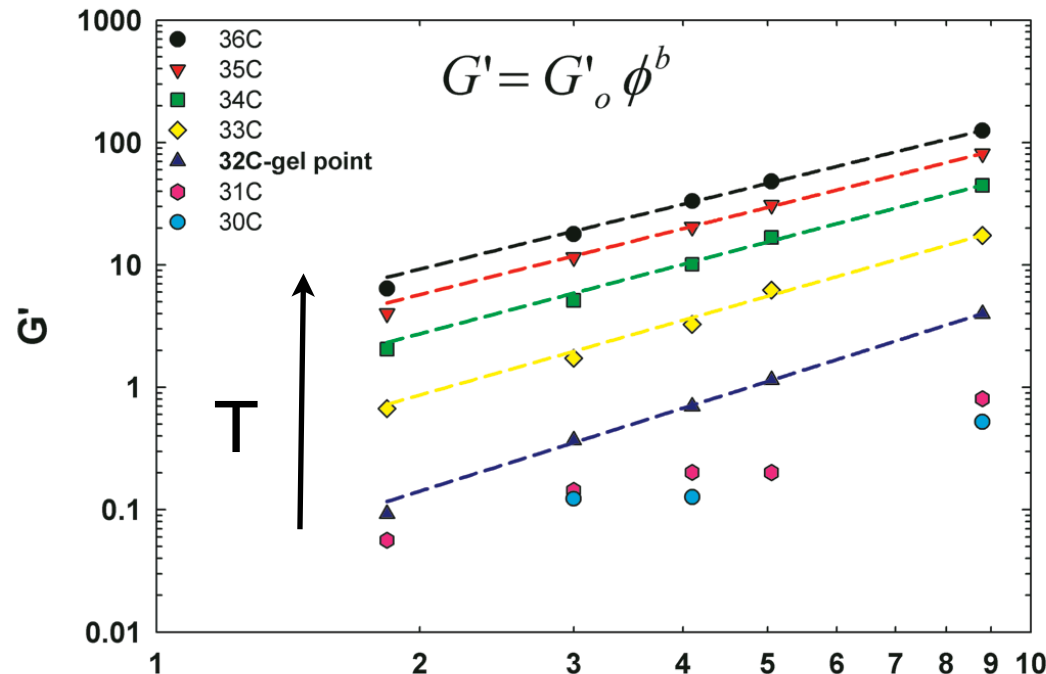 1000
100
10
1
0.1
0.01
G'
36C
35C
34C
33C
32C-gel point
31C
30C
G' = G'ₒ ϕᵇ
T
1 2 3 4 5 6 7 8 9 10